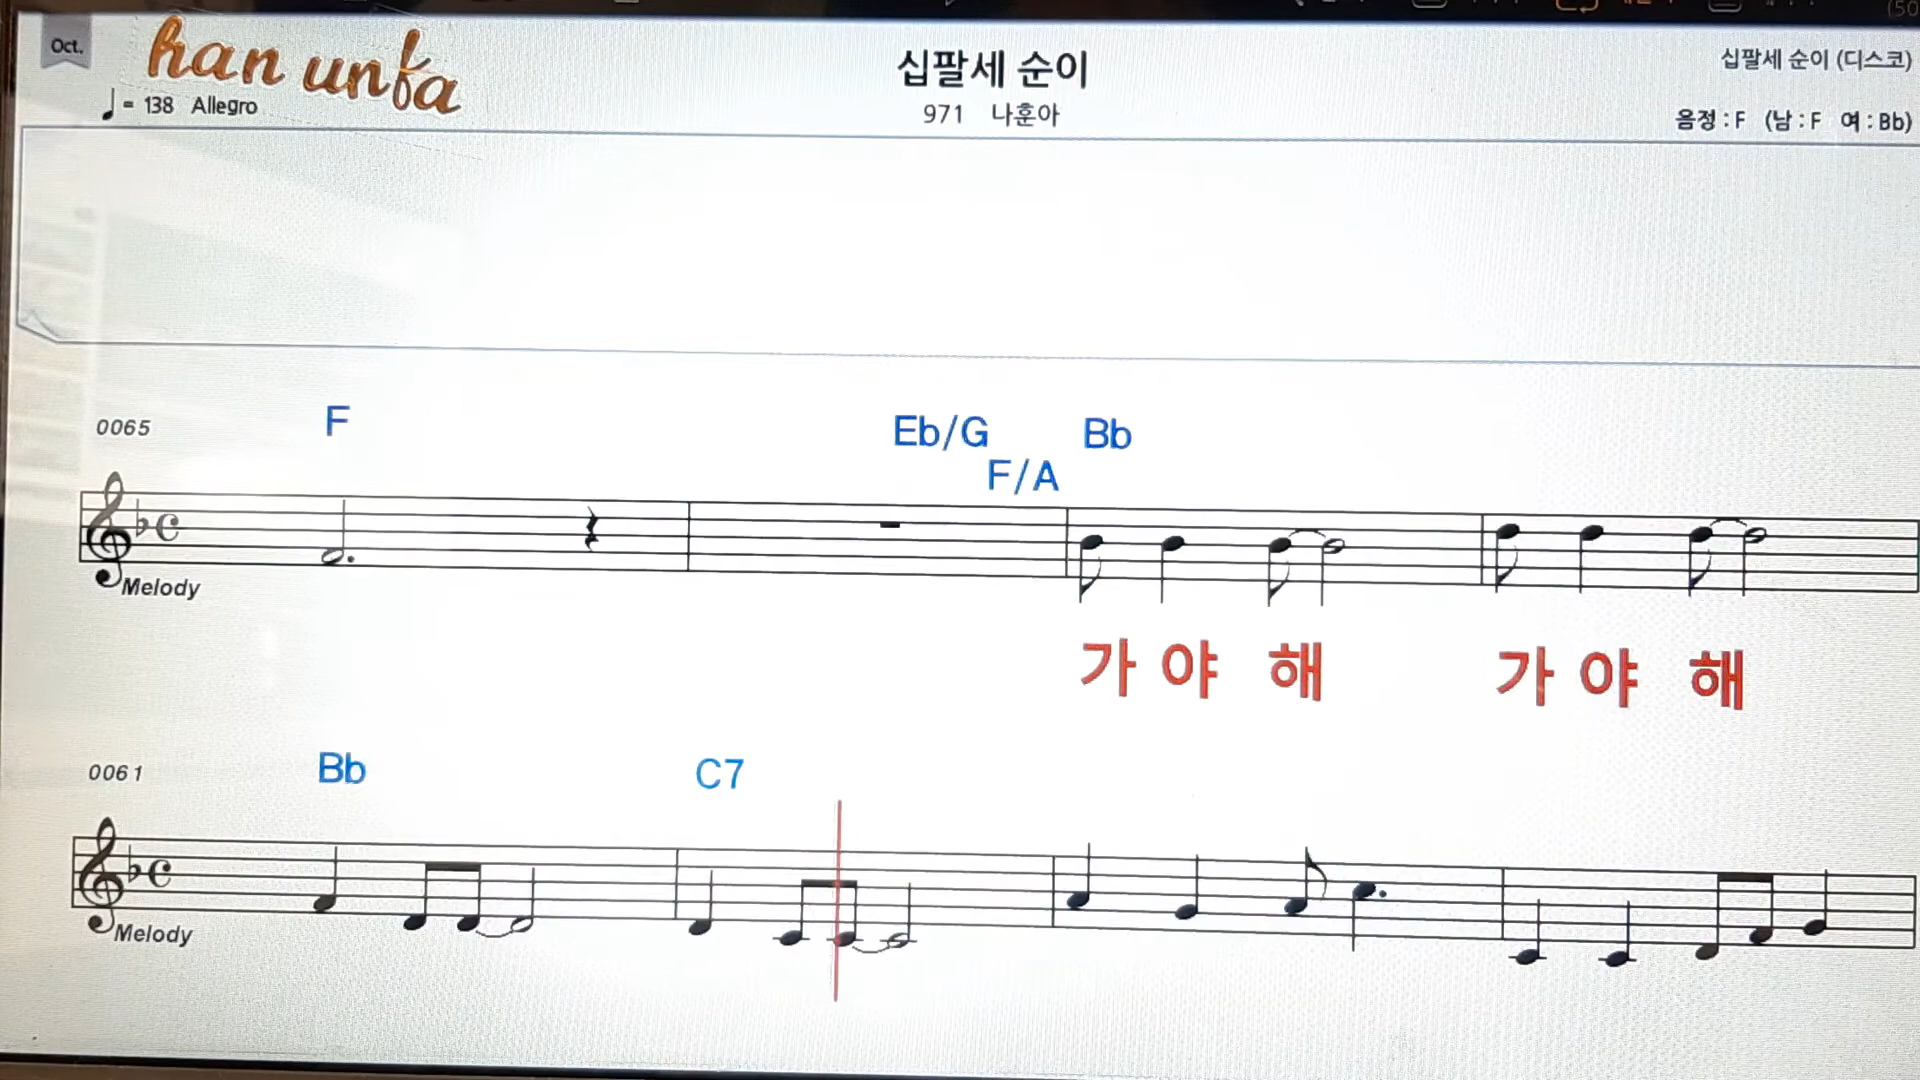 Oct.
han unfa
십팔세 순이
십팔세 순이 (디스코)
♩ = 138 Allegro
971 나훈아
음정 : F (남 : F 여 : Bb)
0065
F
Eb/G
Bb
F/A
Melody
가 야 해 가 야 해
0061
Bb
C7
Melody